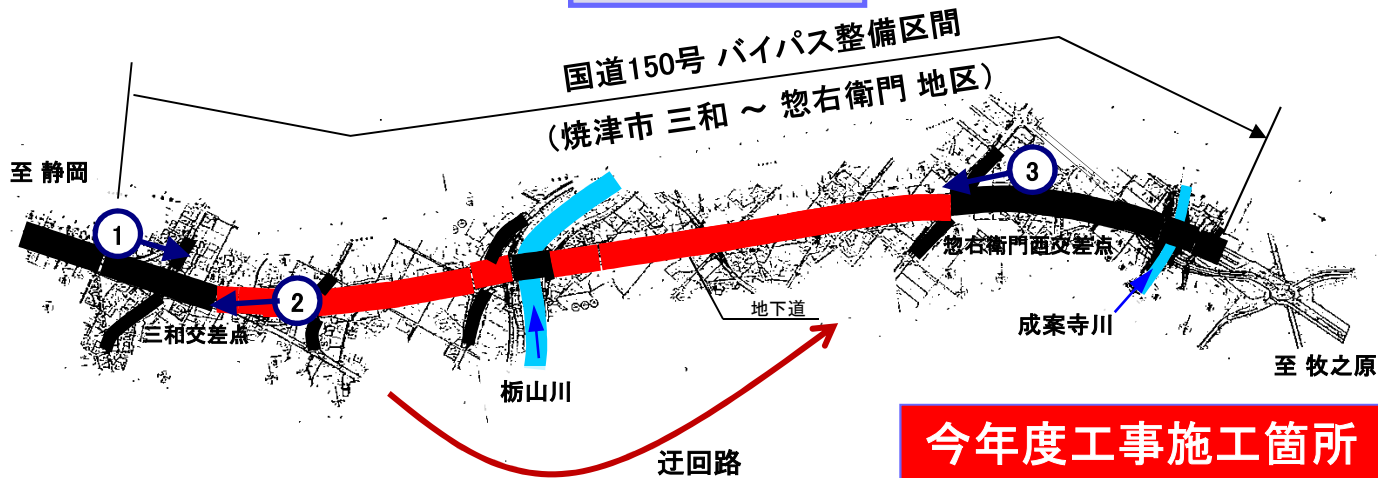 国道150号 バイパス整備区間
（焼津市 三和 ～ 惣右衛門 地区）
至 静岡
①
②
③
三和交差点
惣右衛門西交差点
地下道
栃山川
成案寺川
至 牧之原
迂回路
今年度工事施工箇所